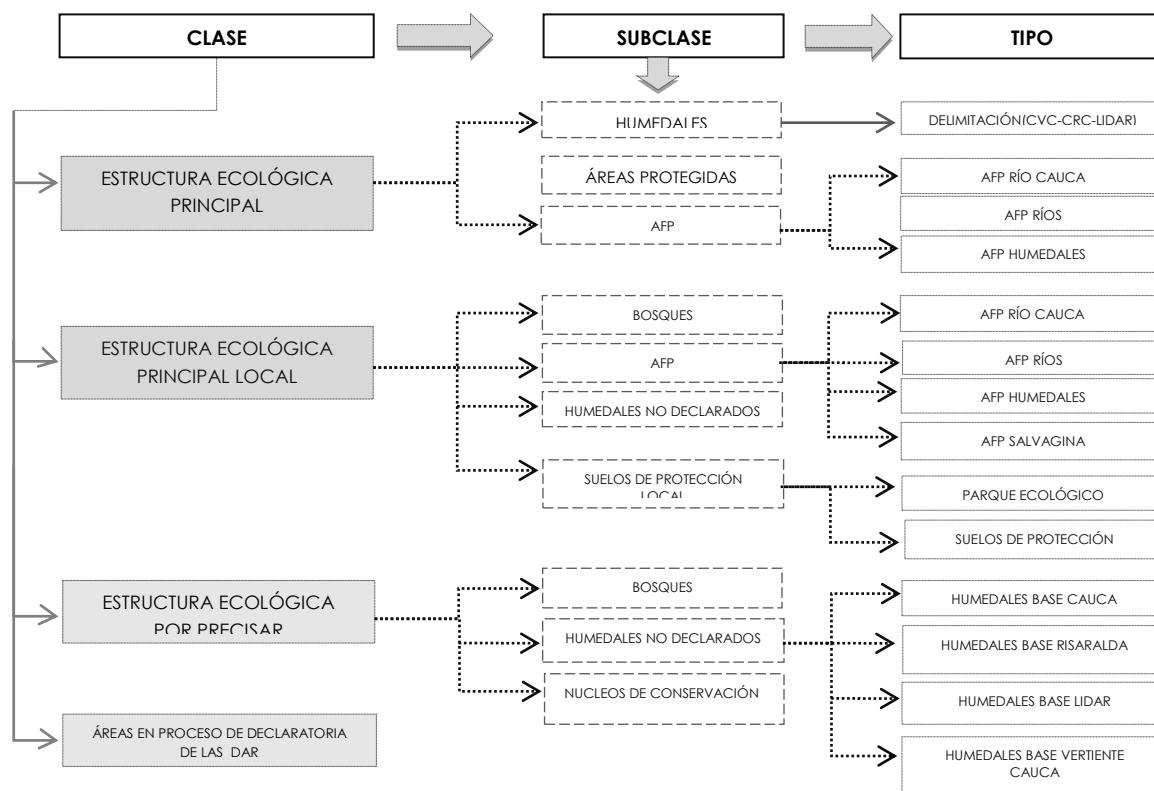 CLASE
SUBCLASE
TIPO
HUMEDALES
DELIMITACIÓN(CVC-CRC-LIDAR)
ESTRUCTURA ECOLÓGICA
PRINCIPAL
ÁREAS PROTEGIDAS
AFP
AFP RÍO CAUCA
AFP RÍOS
AFP HUMEDALES
ESTRUCTURA ECOLÓGICA
PRINCIPAL LOCAL
BOSQUES
AFP
HUMEDALES NO DECLARADOS
SUELOS DE PROTECCIÓN
LOCAL
AFP RÍO CAUCA
AFP RÍOS
AFP HUMEDALES
AFP SALVAGINA
PARQUE ECOLÓGICO
SUELOS DE PROTECCIÓN
ESTRUCTURA ECOLÓGICA
POR PRECISAR
BOSQUES
HUMEDALES NO DECLARADOS
NUCLEOS DE CONSERVACIÓN
HUMEDALES BASE CAUCA
HUMEDALES BASE RISARALDA
HUMEDALES BASE LIDAR
HUMEDALES BASE VERTIENTE
CAUCA
ÁREAS EN PROCESO DE DECLARATORIA
DE LAS DAR